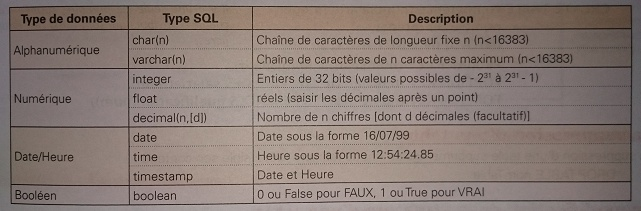 Type de données Type SQL Description
Alphanumérique char(n) Chaîne de caractères de longueur fixe n (n<16383)
varchar(n) Chaîne de caractères de n caractères maximum (n<16383)
Numérique integer Entiers de 32 bits (valeurs possibles de - 2³¹ à 2³¹ - 1)
float réels (saisir les décimales après un point)
decimal(n,[d]) Nombre de n chiffres [dont d décimales (facultatif)]
Date/Heure date Date sous la forme 16/07/99
time Heure sous la forme 12:54:24.85
timestamp Date et Heure
Booléen boolean 0 ou False pour FAUX, 1 ou True pour VRAI